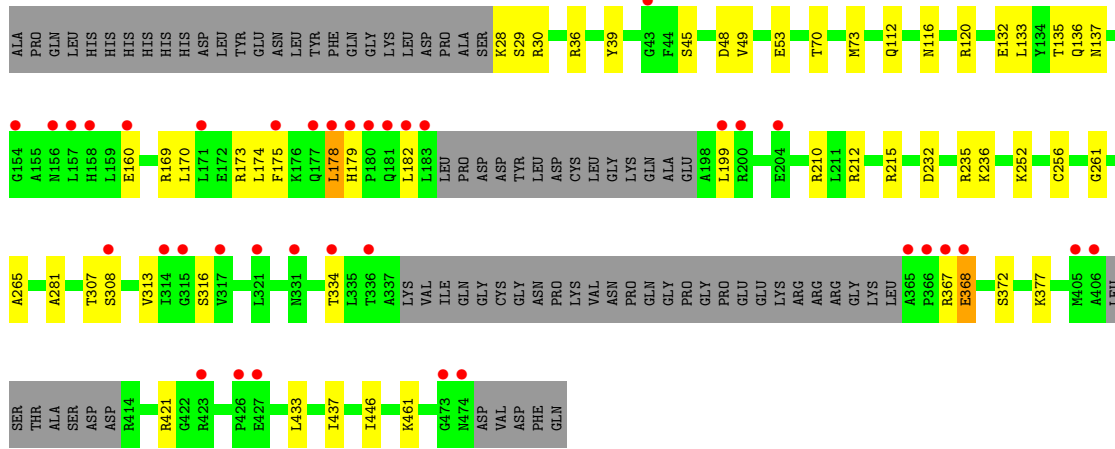 ALA PRO GLN LEU HIS HIS HIS HIS HIS HIS ASP LEU TYR GLU ASN LEU TYR PHE GLN GLY LYS LEU ASP PRO ALA SER K28 S29 R30 R36 Y39 G43 F44 S45 D48 V49 E53 T70 M73 Q112 N116 R120 E132 L133 Y134 T135 Q136 N137
G154 A155 N156 L157 H158 L159 E160 R169 L170 L171 E172 R173 L174 F175 K176 Q177 L178 H179 P180 Q181 L182 L183 LEU PRO ASP ASP TYR LEU ASP CYS LEU GLY LYS GLN ALA GLU A198 L199 R200 E204 R210 L211 R212 R215 D232 R235 K236 K252 C256 G261
A265 A281 T307 S308 V313 I314 G315 S316 V317 L321 N331 T334 L335 T336 A337 LYS VAL ILE GLN GLY CYS GLY ASN PRO LYS VAL ASN PRO GLN GLY PRO GLY PRO GLU GLU LYS ARG ARG ARG GLY LYS LEU A365 P366 R367 E368 S372 K377 M405 A406 LEU
SER THR ALA SER ASP ASP R414 R421 G422 R423 P426 E427 L433 I437 I446 K461 G473 N474 ASP VAL ASP PHE GLN